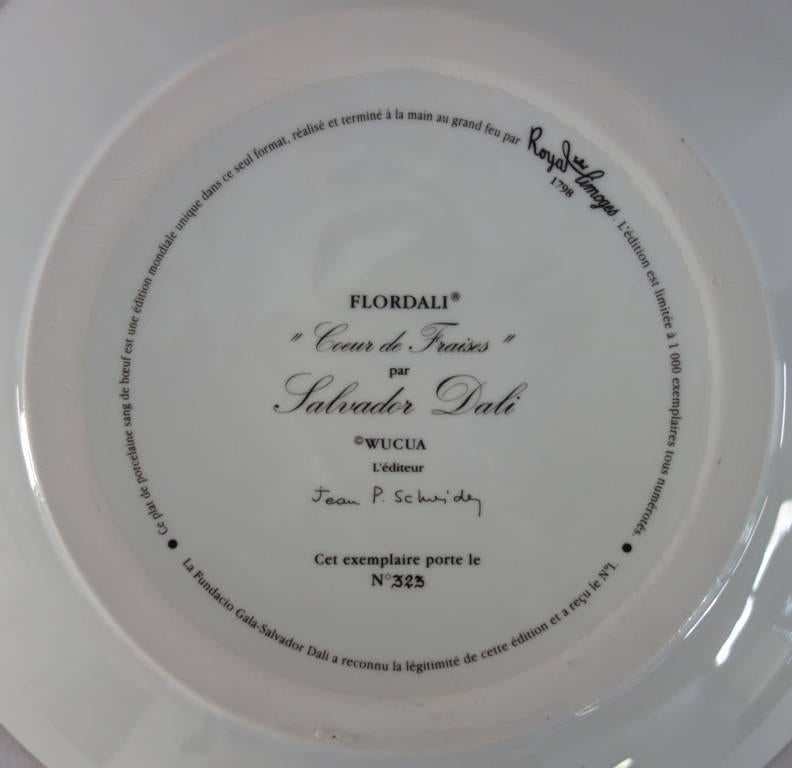 Ce plat de porcelaine sang de bœuf est une édition mondiale unique dans ce seul format, réalisé et terminé à la main au grand feu par Royal Limoges 1798. L'édition est limitée à 1 000 exemplaires tous numérotés.
FLORDALI®
" Coeur de Fraises "
par
Salvador Dali
©WUCUA
L'éditeur
Jean P. Schneider
Cet exemplaire porte le
N°323
La Fundacio Gala-Salvador Dali a reconnu la légitimité de cette édition et a reçu le N°1.